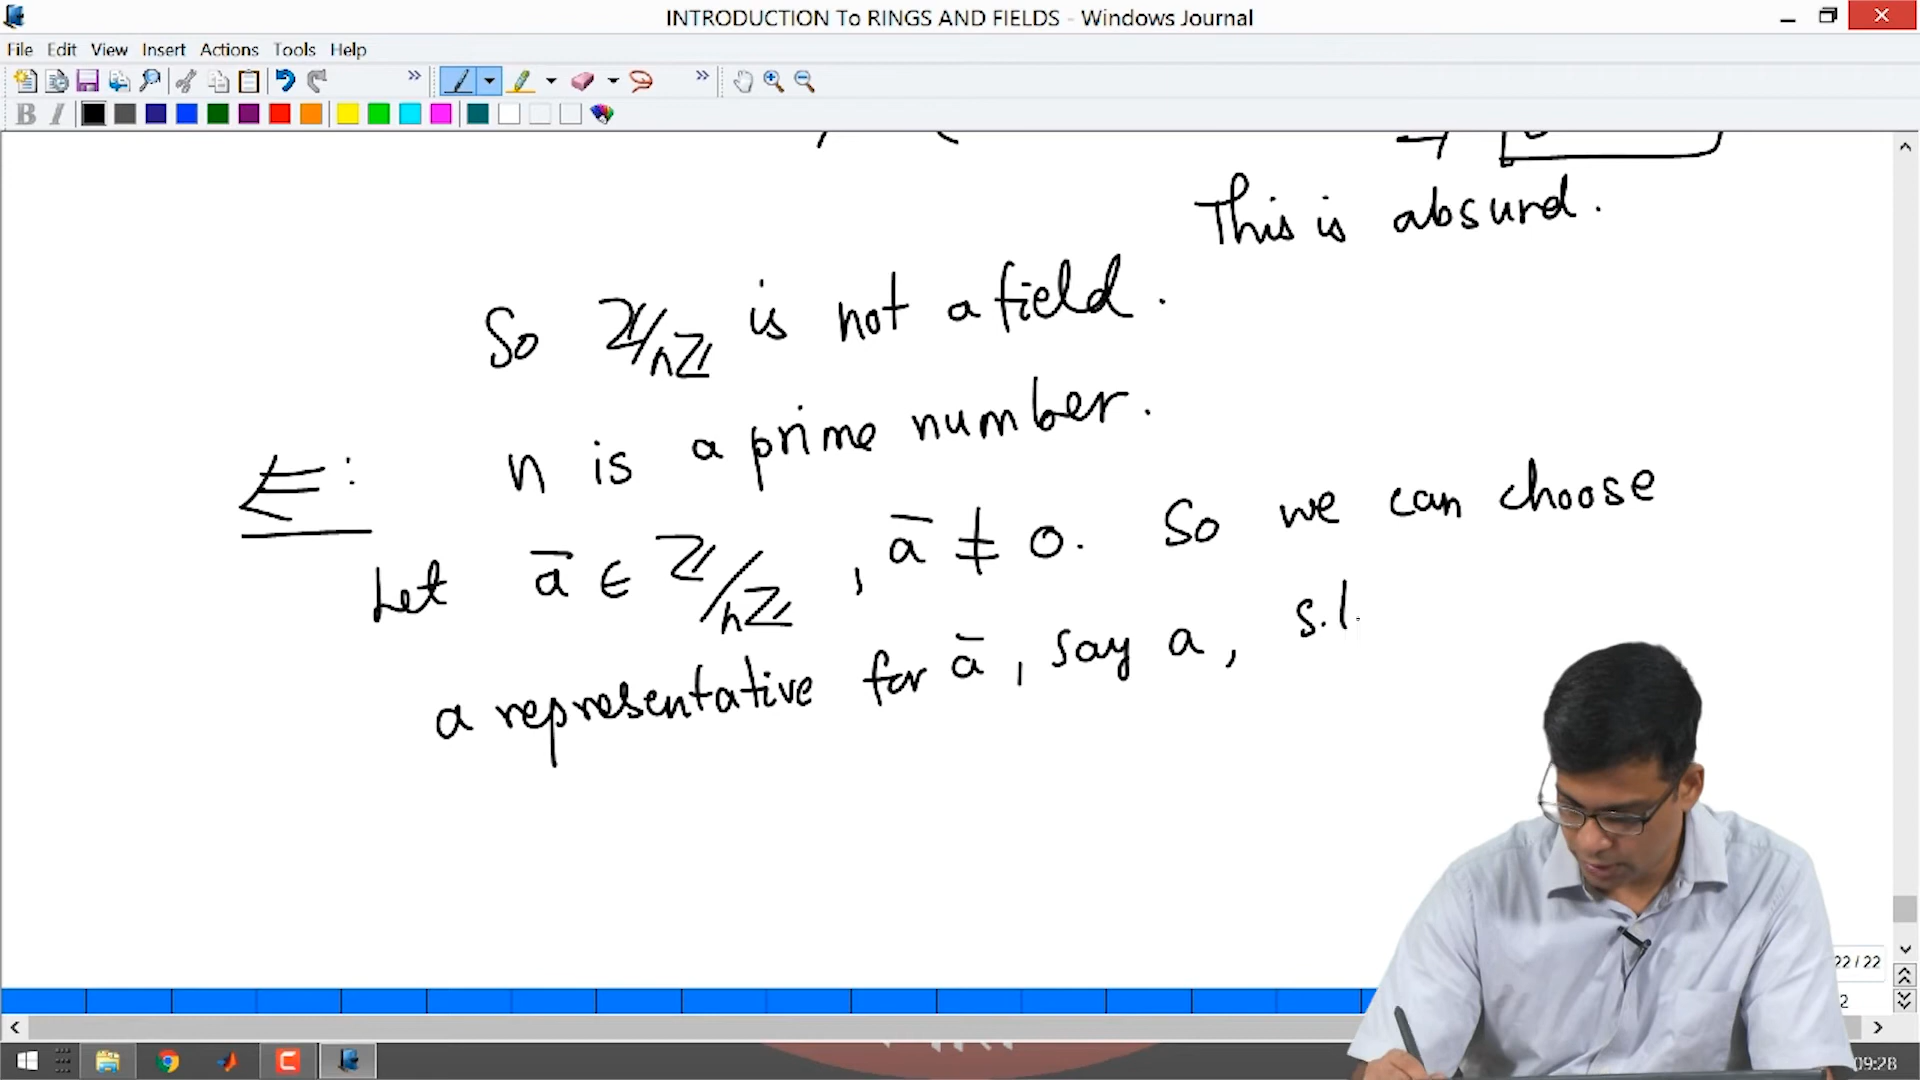 INTRODUCTION To RINGS AND FIELDS - Windows Journal
File Edit View Insert Actions Tools Help
B I
This is absurd.
So ℤ/nℤ is not a field.
⇐: n is a prime number.
Let a̅ ∈ ℤ/nℤ, a̅ ≠ 0. So we can choose
a representative for a̅, say a, s.t
22 / 22
2
09:28